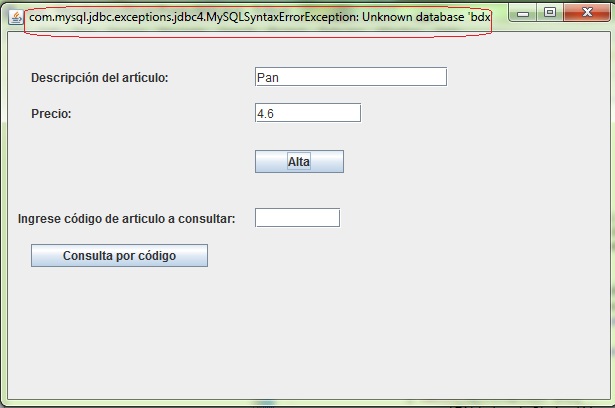 com.mysql.jdbc.exceptions.jdbc4.MySQLSyntaxErrorException: Unknown database 'bdx
Descripción del artículo:
Pan
Precio:
4.6
Alta
Ingrese código de articulo a consultar:
Consulta por código